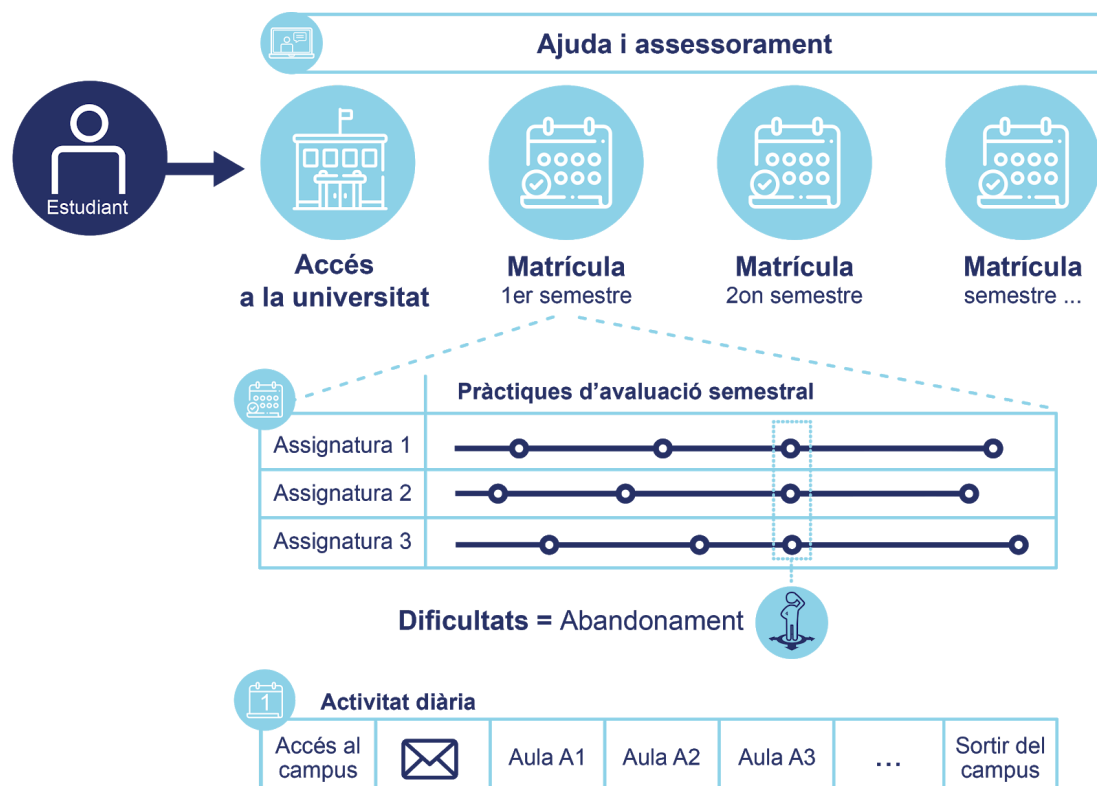 Ajuda i assessorament
Estudiant
Accés
a la universitat
Matrícula
1er semestre
Matrícula
2on semestre
Matrícula
semestre ...
Pràctiques d’avaluació semestral
Assignatura 1
Assignatura 2
Assignatura 3
Dificultats = Abandonament
1
Activitat diària
Accés al
campus
Aula A1
Aula A2
Aula A3
...
Sortir del
campus